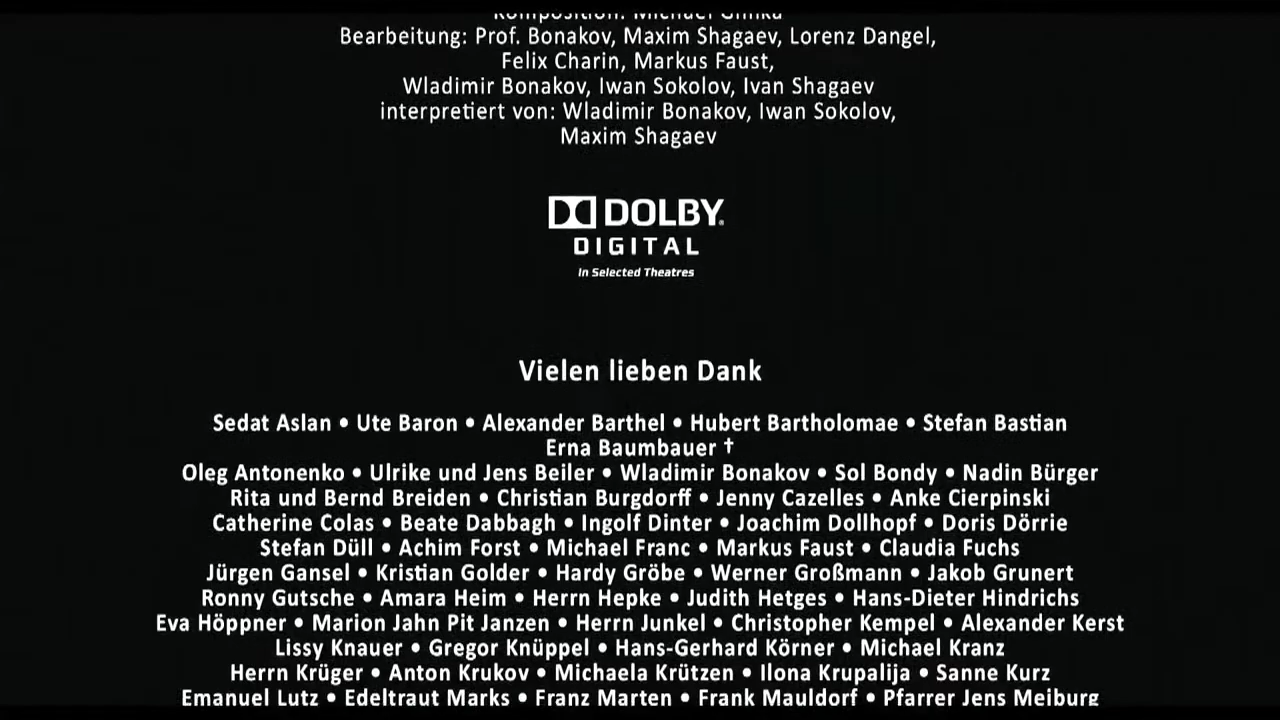 Komposition: Michael Glinka
Bearbeitung: Prof. Bonakov, Maxim Shagaev, Lorenz Dangel,
Felix Charin, Markus Faust,
Wladimir Bonakov, Iwan Sokolov, Ivan Shagaev
interpretiert von: Wladimir Bonakov, Iwan Sokolov,
Maxim Shagaev
DOLBY
DIGITAL
In Selected Theatres
Vielen lieben Dank
Sedat Aslan • Ute Baron • Alexander Barthel • Hubert Bartholomae • Stefan Bastian
Erna Baumbauer †
Oleg Antonenko • Ulrike und Jens Beiler • Wladimir Bonakov • Sol Bondy • Nadin Bürger
Rita und Bernd Breiden • Christian Burgdorff • Jenny Cazelles • Anke Cierpinski
Catherine Colas • Beate Dabbagh • Ingolf Dinter • Joachim Dollhopf • Doris Dörrie
Stefan Düll • Achim Forst • Michael Franc • Markus Faust • Claudia Fuchs
Jürgen Gansel • Kristian Golder • Hardy Gröbe • Werner Großmann • Jakob Grunert
Ronny Gutsche • Amara Heim • Herrn Hepke • Judith Hetges • Hans-Dieter Hindrichs
Eva Höppner • Marion Jahn Pit Janzen • Herrn Junkel • Christopher Kempel • Alexander Kerst
Lissy Knauer • Gregor Knüppel • Hans-Gerhard Körner • Michael Kranz
Herrn Krüger • Anton Krukov • Michaela Krützen • Ilona Krupalija • Sanne Kurz
Emanuel Lutz • Edeltraut Marks • Franz Marten • Frank Mauldorf • Pfarrer Jens Meiburg